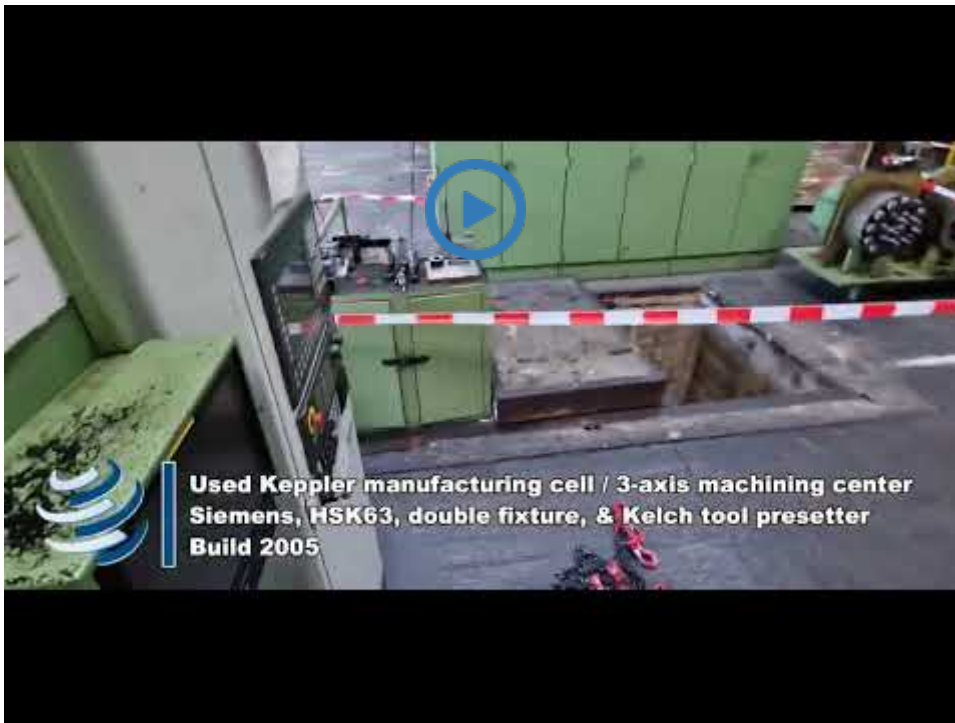 Used Keppler manufacturing cell / 3-axis machining center
Siemens, HSK63, double fixture, & Kelch tool presetter
Build 2005